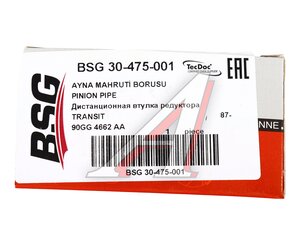 BSG
BSG 30-475-001
TecDoc
EAC
AYNA MAHRUTİ BORUSU
PINION PIPE
Дистанционная втулка редуктора
TRANSIT 87-
90GG 4662 AA
1 piece
BSG 30-475-001
NNE.